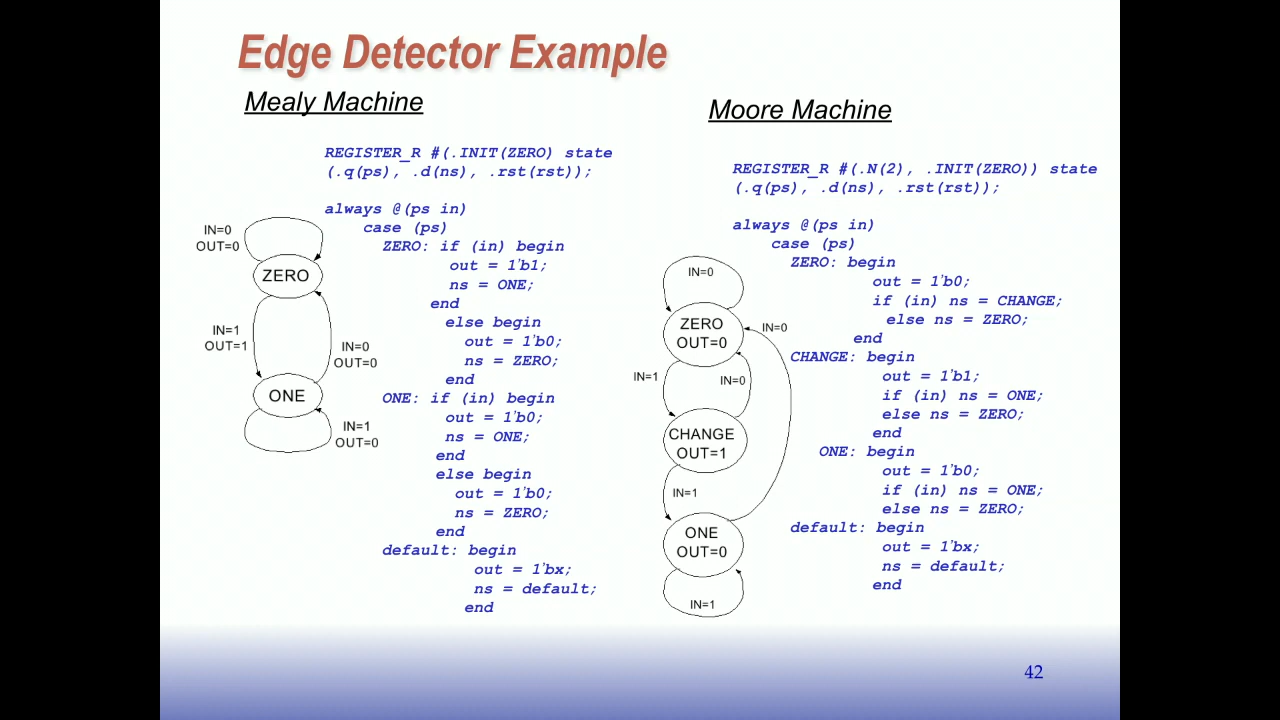 Edge Detector Example
Mealy Machine
REGISTER_R #(.INIT(ZERO) state
(.q(ps), .d(ns), .rst(rst));
always @(ps in)
case (ps)
ZERO: if (in) begin
out = 1'b1;
ns = ONE;
end
else begin
out = 1'b0;
ns = ZERO;
end
ONE: if (in) begin
out = 1'b0;
ns = ONE;
end
else begin
out = 1'b0;
ns = ZERO;
end
default: begin
out = 1'bx;
ns = default;
end
IN=0
OUT=0
ZERO
IN=1
OUT=1
IN=0
OUT=0
ONE
IN=1
OUT=0
Moore Machine
REGISTER_R #(.N(2), .INIT(ZERO)) state
(.q(ps), .d(ns), .rst(rst));
always @(ps in)
case (ps)
ZERO: begin
out = 1'b0;
if (in) ns = CHANGE;
else ns = ZERO;
end
CHANGE: begin
out = 1'b1;
if (in) ns = ONE;
else ns = ZERO;
end
ONE: begin
out = 1'b0;
if (in) ns = ONE;
else ns = ZERO;
default: begin
out = 1'bx;
ns = default;
end
IN=0
ZERO
OUT=0
IN=0
IN=1
IN=0
CHANGE
OUT=1
IN=1
ONE
OUT=0
IN=1
42